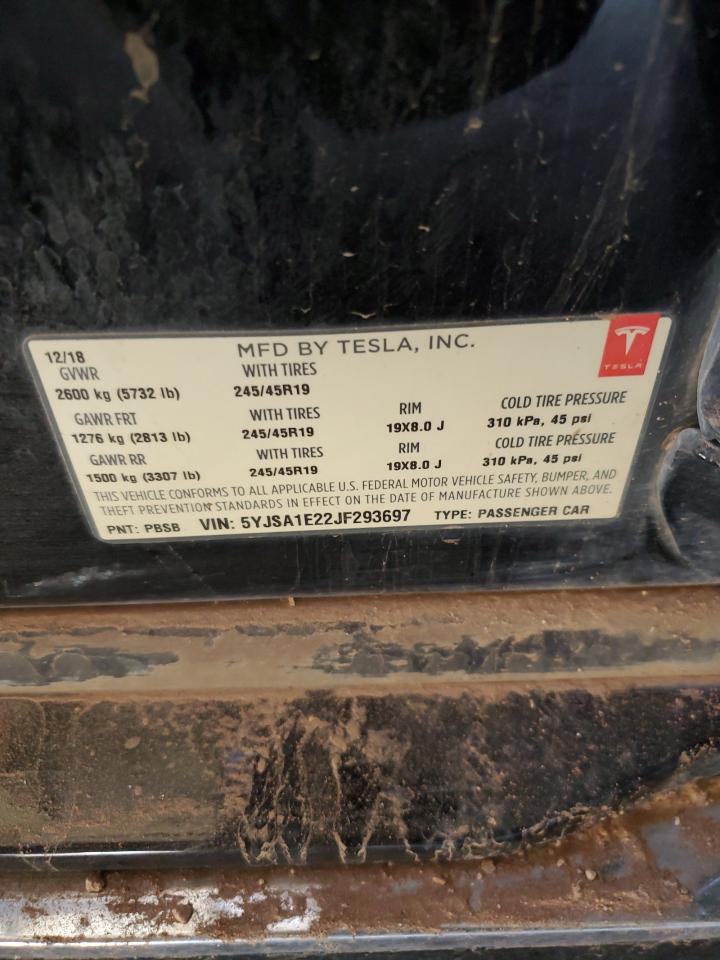 MFD BY TESLA, INC.
TESLA
12/18
GVWR WITH TIRES
2600 kg (5732 lb) 245/45R19
GAWR FRT WITH TIRES RIM COLD TIRE PRESSURE
1276 kg (2813 lb) 245/45R19 19X8.0 J 310 kPa, 45 psi
GAWR RR WITH TIRES RIM COLD TIRE PRESSURE
1500 kg (3307 lb) 245/45R19 19X8.0 J 310 kPa, 45 psi
THIS VEHICLE CONFORMS TO ALL APPLICABLE U.S. FEDERAL MOTOR VEHICLE SAFETY, BUMPER, AND
THEFT PREVENTION STANDARDS IN EFFECT ON THE DATE OF MANUFACTURE SHOWN ABOVE.
PNT: PBSB VIN: 5YJSA1E22JF293697 TYPE: PASSENGER CAR